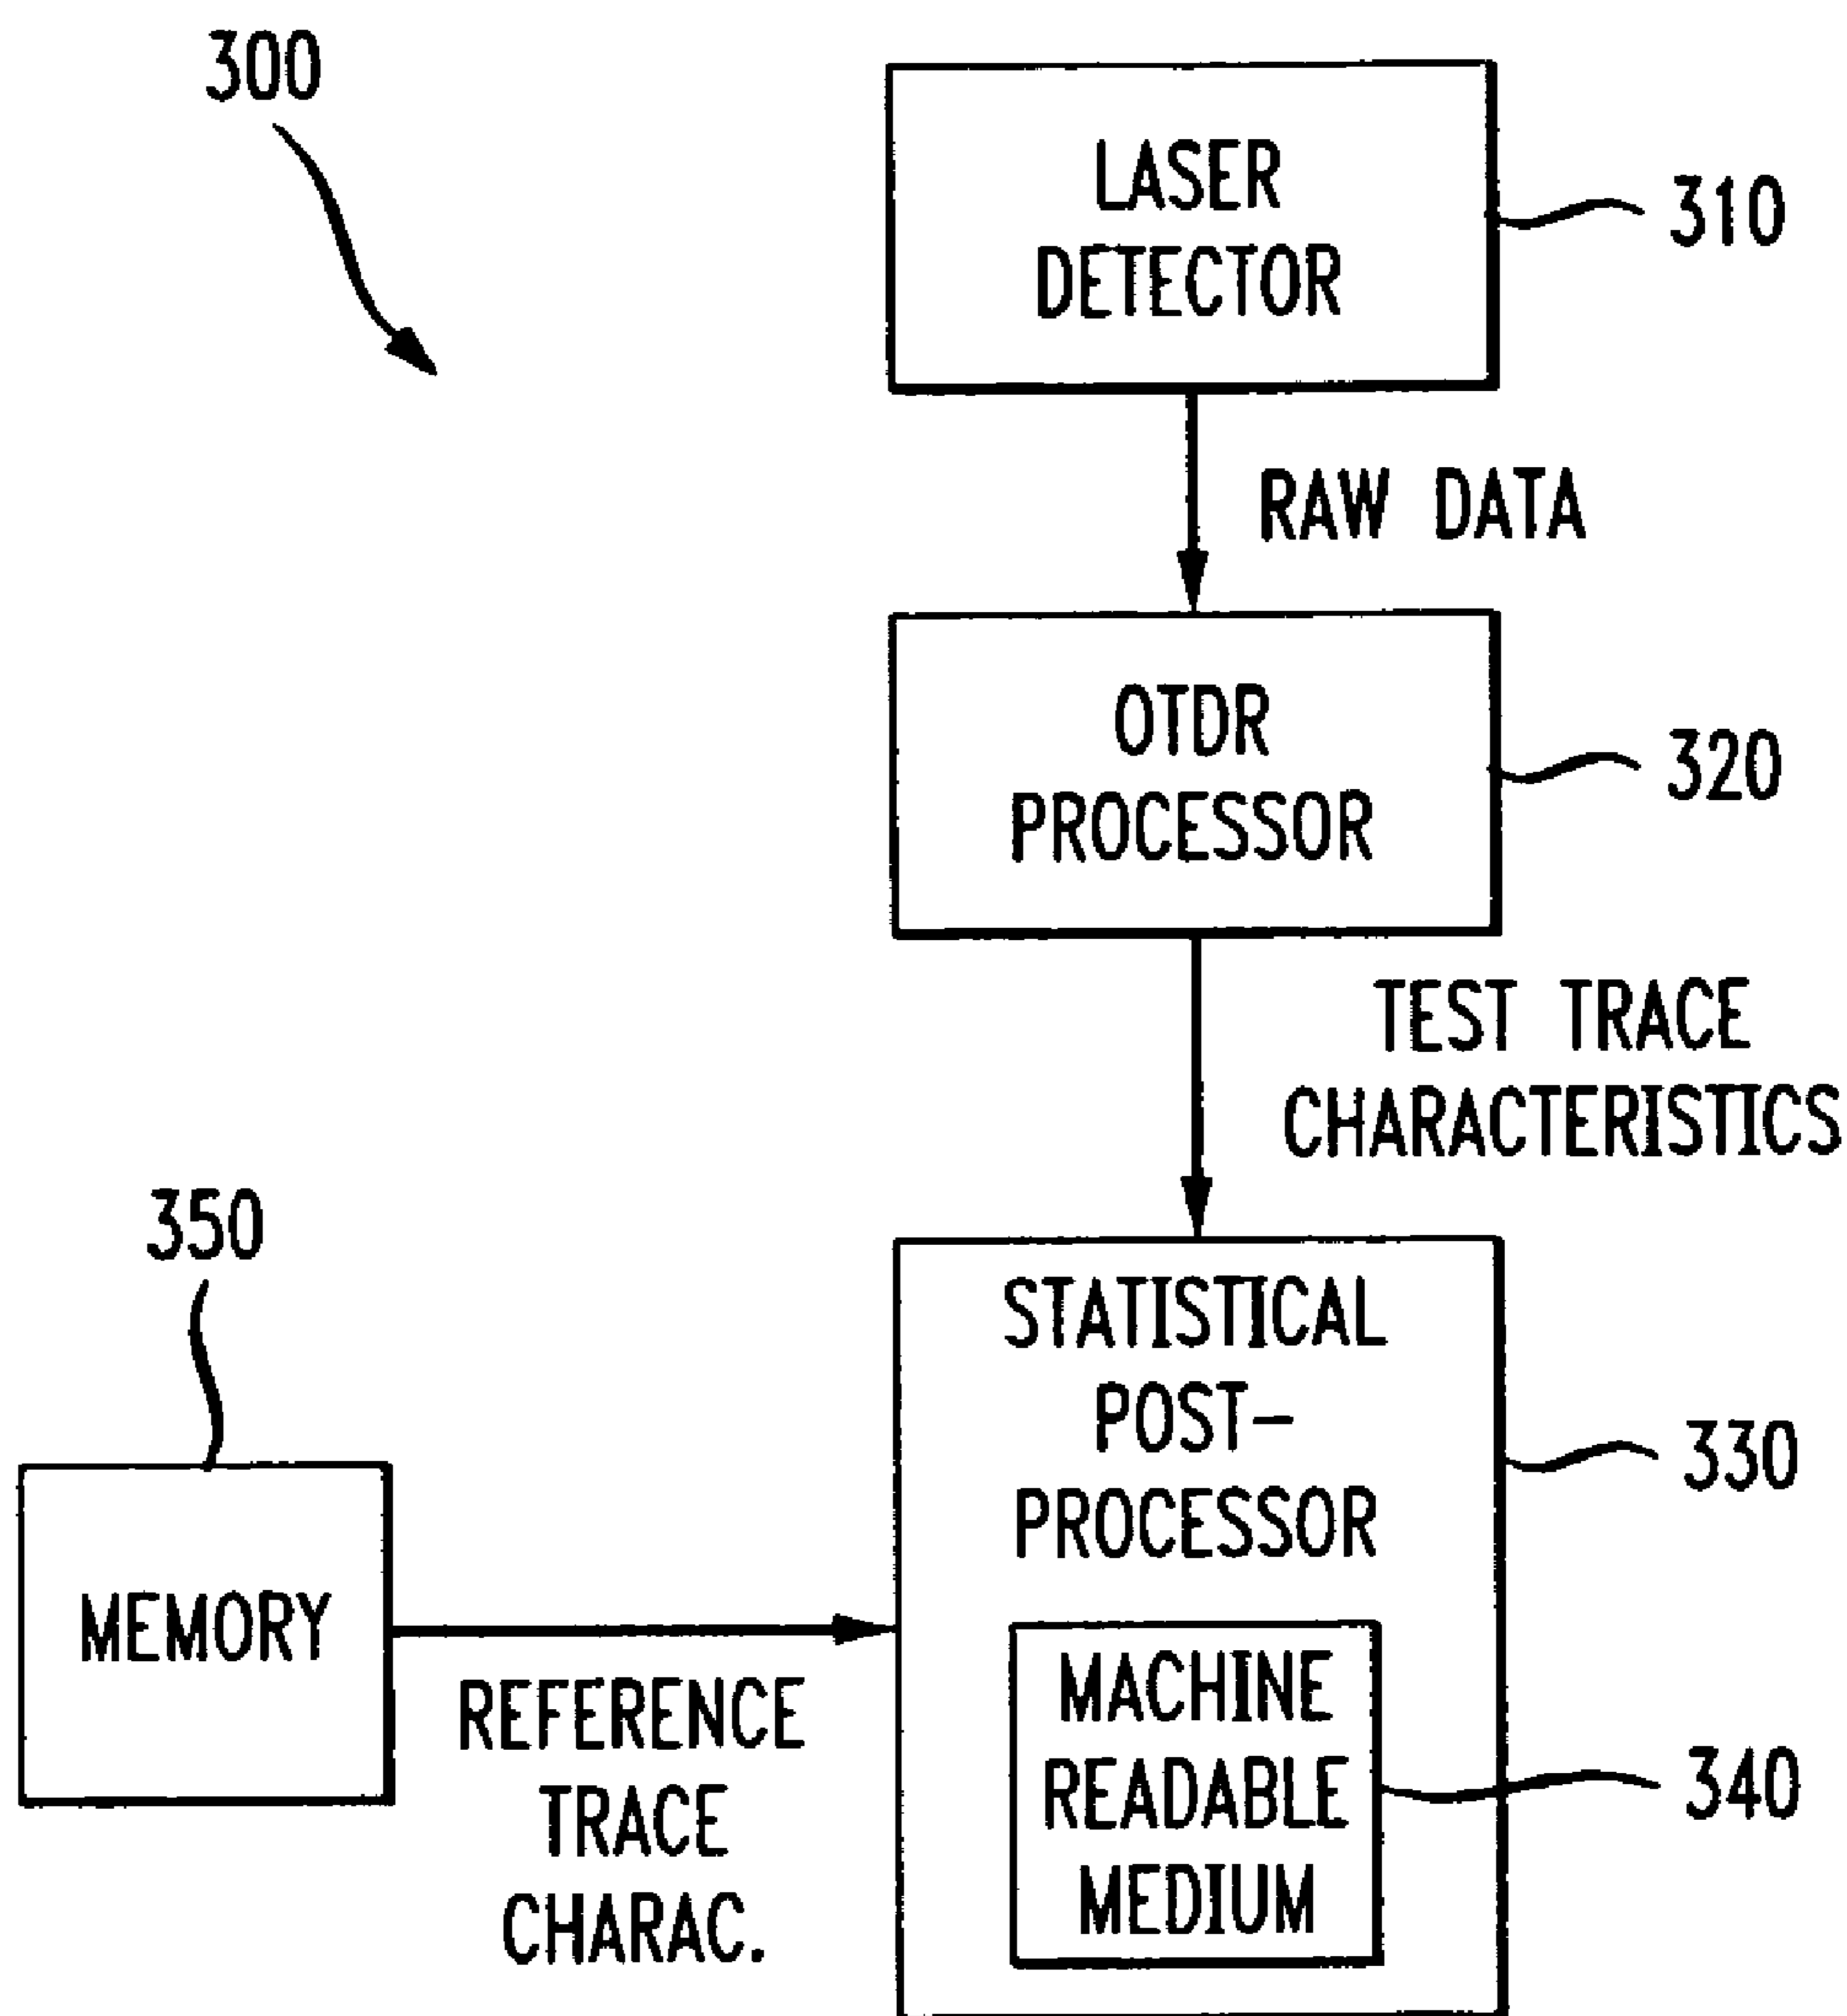 300
LASER
DETECTOR
310
RAW DATA
OTDR
PROCESSOR
320
TEST TRACE
CHARACTERISTICS
350
STATISTICAL
POST-
PROCESSOR
330
MEMORY
REFERENCE
TRACE
CHARAC.
MACHINE
READABLE
MEDIUM
340